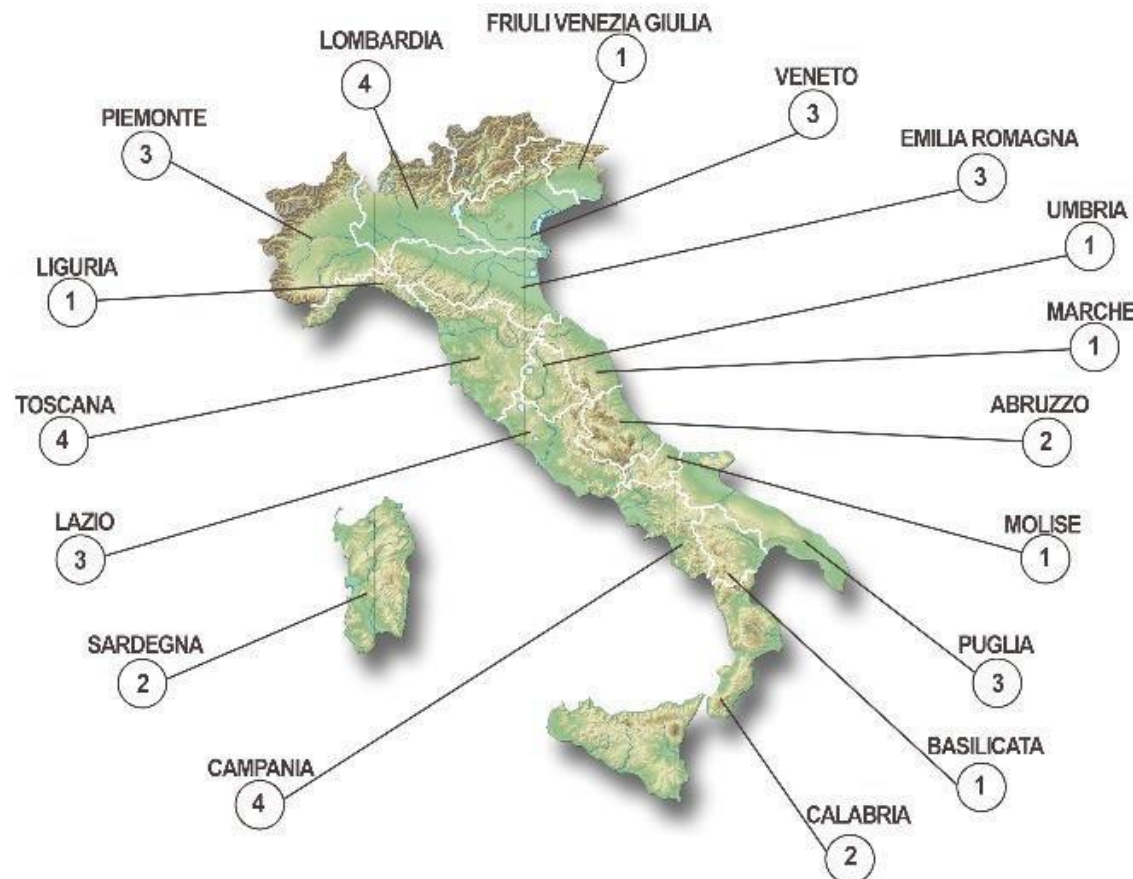 FRIULI VENEZIA GIULIA
1
LOMBARDIA
4
VENETO
3
PIEMONTE
3
EMILIA ROMAGNA
3
UMBRIA
1
LIGURIA
1
MARCHE
1
TOSCANA
4
ABRUZZO
2
LAZIO
3
MOLISE
1
SARDEGNA
2
PUGLIA
3
BASILICATA
1
CAMPANIA
4
CALABRIA
2